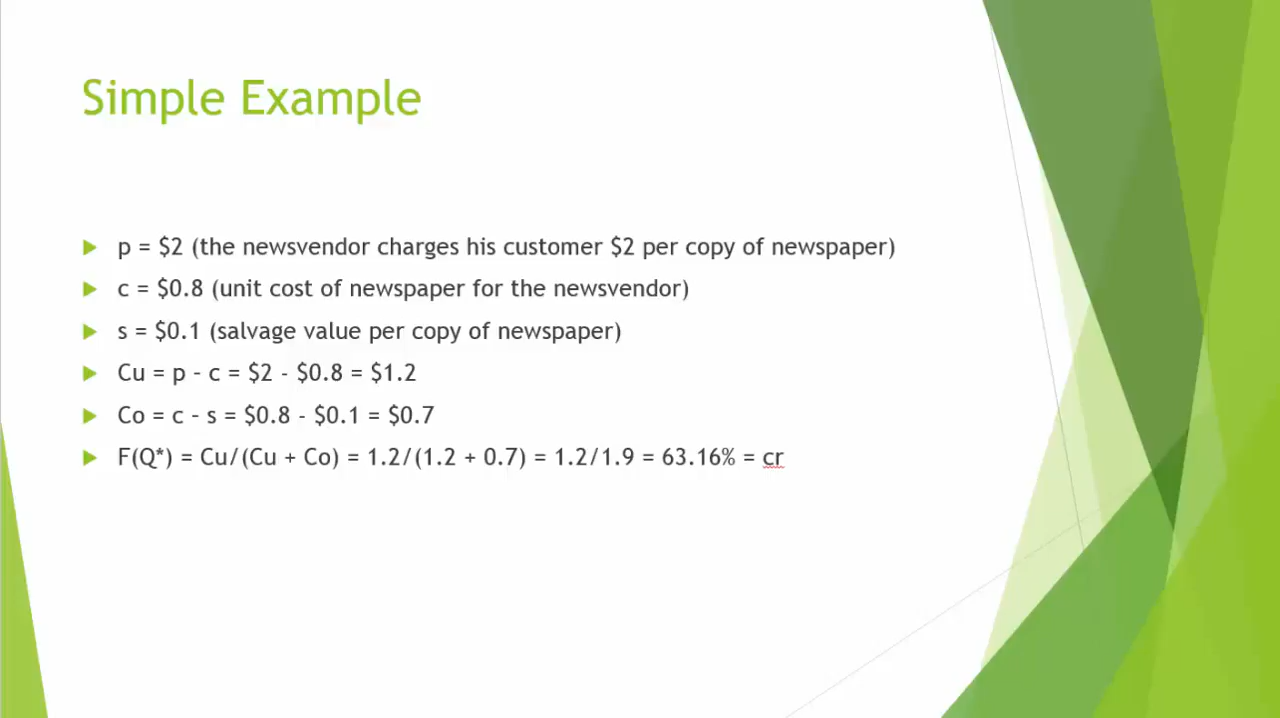 Simple Example
p = $2 (the newsvendor charges his customer $2 per copy of newspaper)
c = $0.8 (unit cost of newspaper for the newsvendor)
s = $0.1 (salvage value per copy of newspaper)
Cu = p – c = $2 - $0.8 = $1.2
Co = c – s = $0.8 - $0.1 = $0.7
F(Q*) = Cu/(Cu + Co) = 1.2/(1.2 + 0.7) = 1.2/1.9 = 63.16% = cr